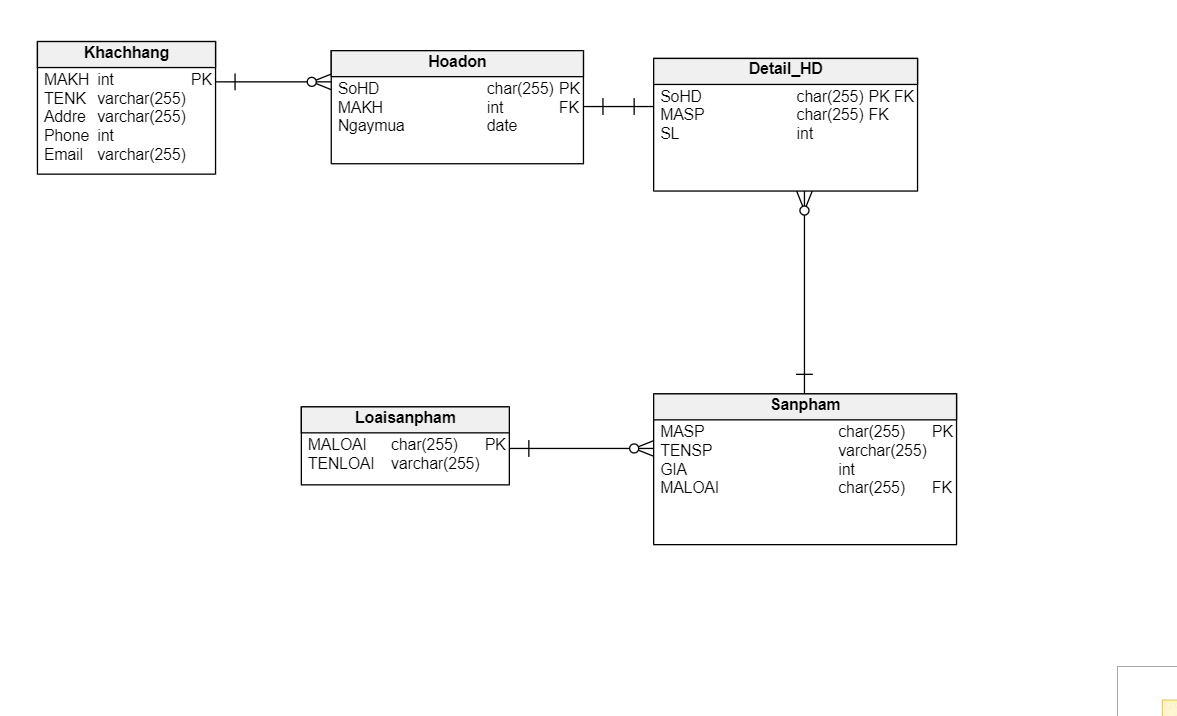 Khachhang
MAKH int PK
TENK varchar(255)
Addre varchar(255)
Phone int
Email varchar(255)
Hoadon
SoHD char(255) PK
MAKH int FK
Ngaymua date
Detail_HD
SoHD char(255) PK FK
MASP char(255) FK
SL int
Loaisanpham
MALOAI char(255) PK
TENLOAI varchar(255)
Sanpham
MASP char(255) PK
TENSP varchar(255)
GIA int
MALOAI char(255) FK